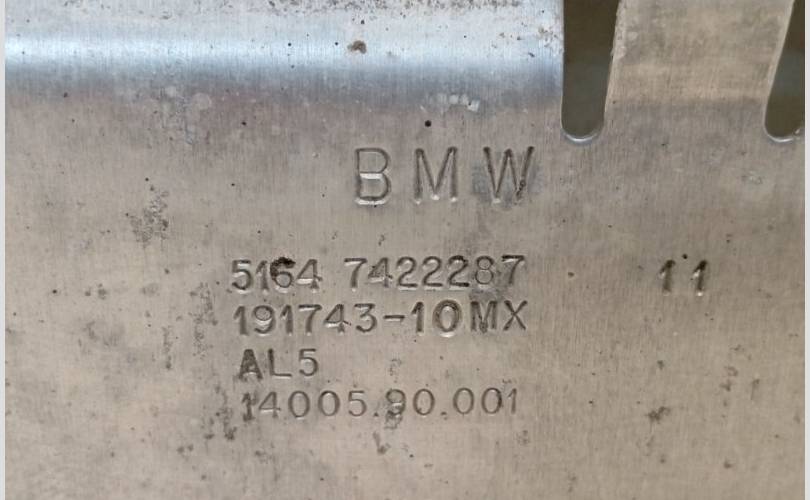 BMW
5164 7422287 11
191743-10MX
AL5
14005.90.001